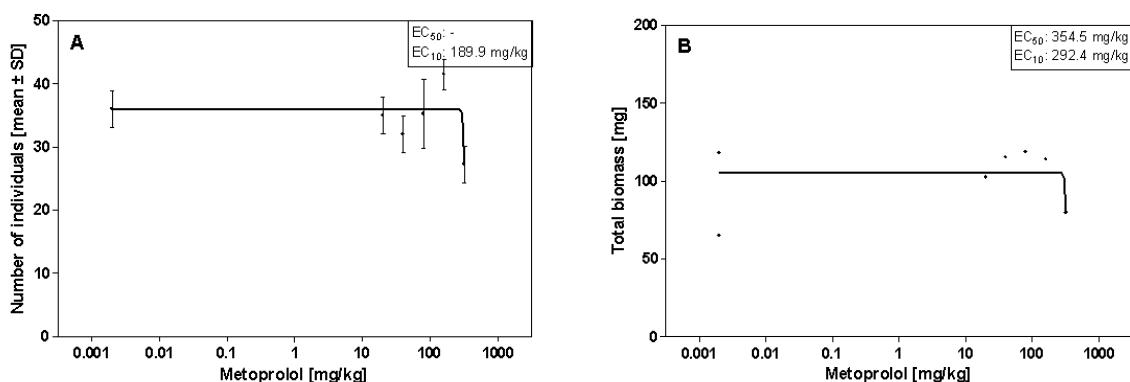 A
EC50: -
EC10: 189.9 mg/kg
Number of individuals [mean ± SD]
50
40
30
20
10
0
0.001 0.01 0.1 1 10 100 1000
Metoprolol [mg/kg]
B
EC50: 354.5 mg/kg
EC10: 292.4 mg/kg
Total biomass [mg]
200
150
100
50
0
0.001 0.01 0.1 1 10 100 1000
Metoprolol [mg/kg]